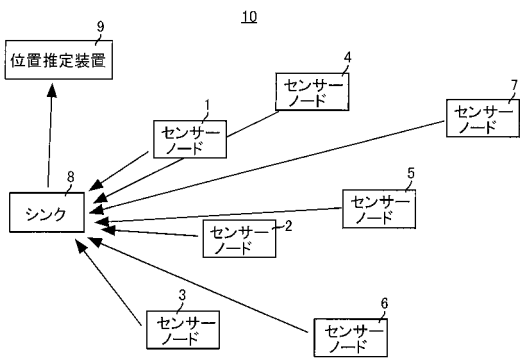 10
9
位置推定装置
4
センサー
ノード
1
センサー
ノード
7
センサー
ノード
8
シンク
5
センサー
ノード
2
センサー
ノード
3
センサー
ノード
6
センサー
ノード